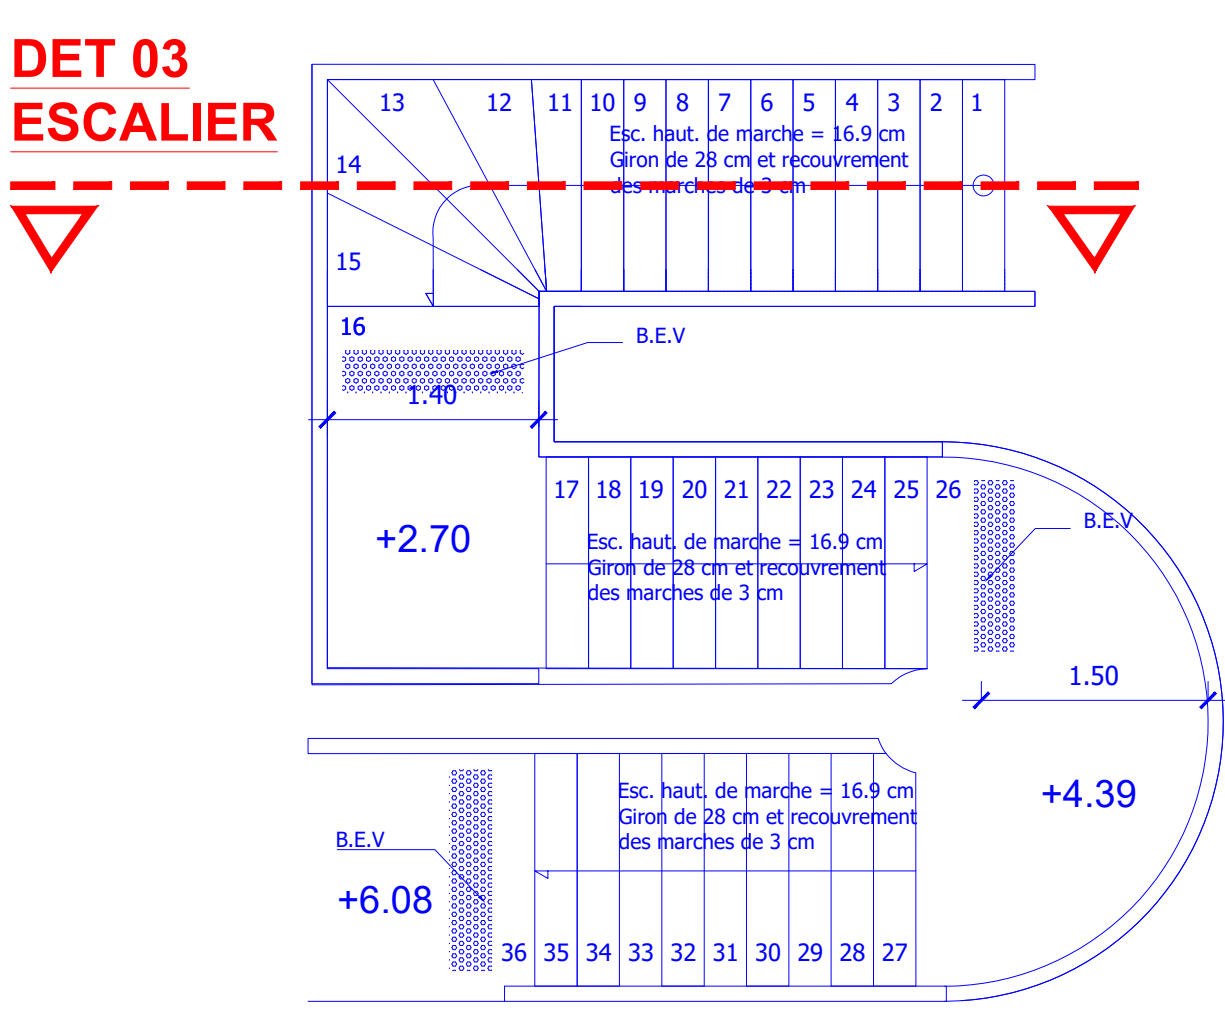 DET 03
ESCALIER
13 12 11 10 9 8 7 6 5 4 3 2 1
Esc. haut. de marche = 16.9 cm
Giron de 28 cm et recouvrement
des marches de 3 cm
14
15
16
B.E.V
1.40
17 18 19 20 21 22 23 24 25 26
B.E.V
+2.70
Esc. haut. de marche = 16.9 cm
Giron de 28 cm et recouvrement
des marches de 3 cm
1.50
+4.39
Esc. haut. de marche = 16.9 cm
Giron de 28 cm et recouvrement
des marches de 3 cm
B.E.V
+6.08
36 35 34 33 32 31 30 29 28 27